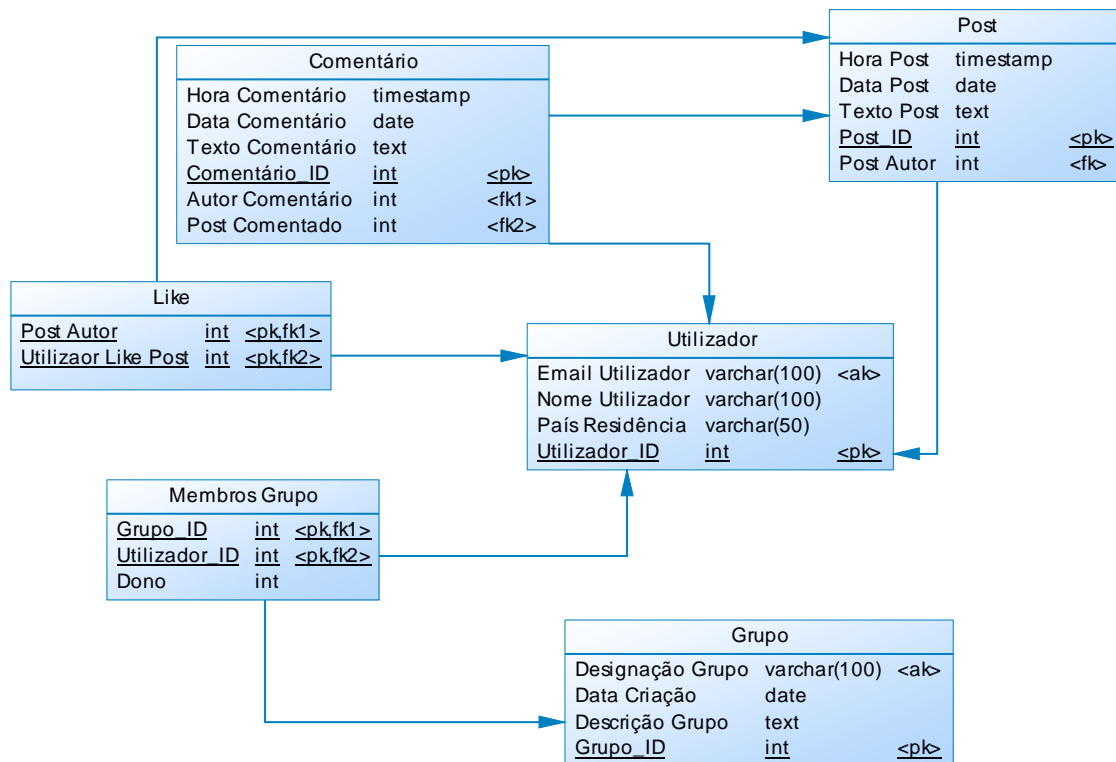 Post
Hora Post timestamp
Data Post date
Texto Post text
Post_ID int <pk>
Post Autor int <fk>
Comentário
Hora Comentário timestamp
Data Comentário date
Texto Comentário text
Comentário_ID int <pk>
Autor Comentário int <fk1>
Post Comentado int <fk2>
Like
Post Autor int <pk,fk1>
Utilizaor Like Post int <pk,fk2>
Utilizador
Email Utilizador varchar(100) <ak>
Nome Utilizador varchar(100)
País Residência varchar(50)
Utilizador_ID int <pk>
Membros Grupo
Grupo_ID int <pk,fk1>
Utilizador_ID int <pk,fk2>
Dono int
Grupo
Designação Grupo varchar(100) <ak>
Data Criação date
Descrição Grupo text
Grupo_ID int <pk>